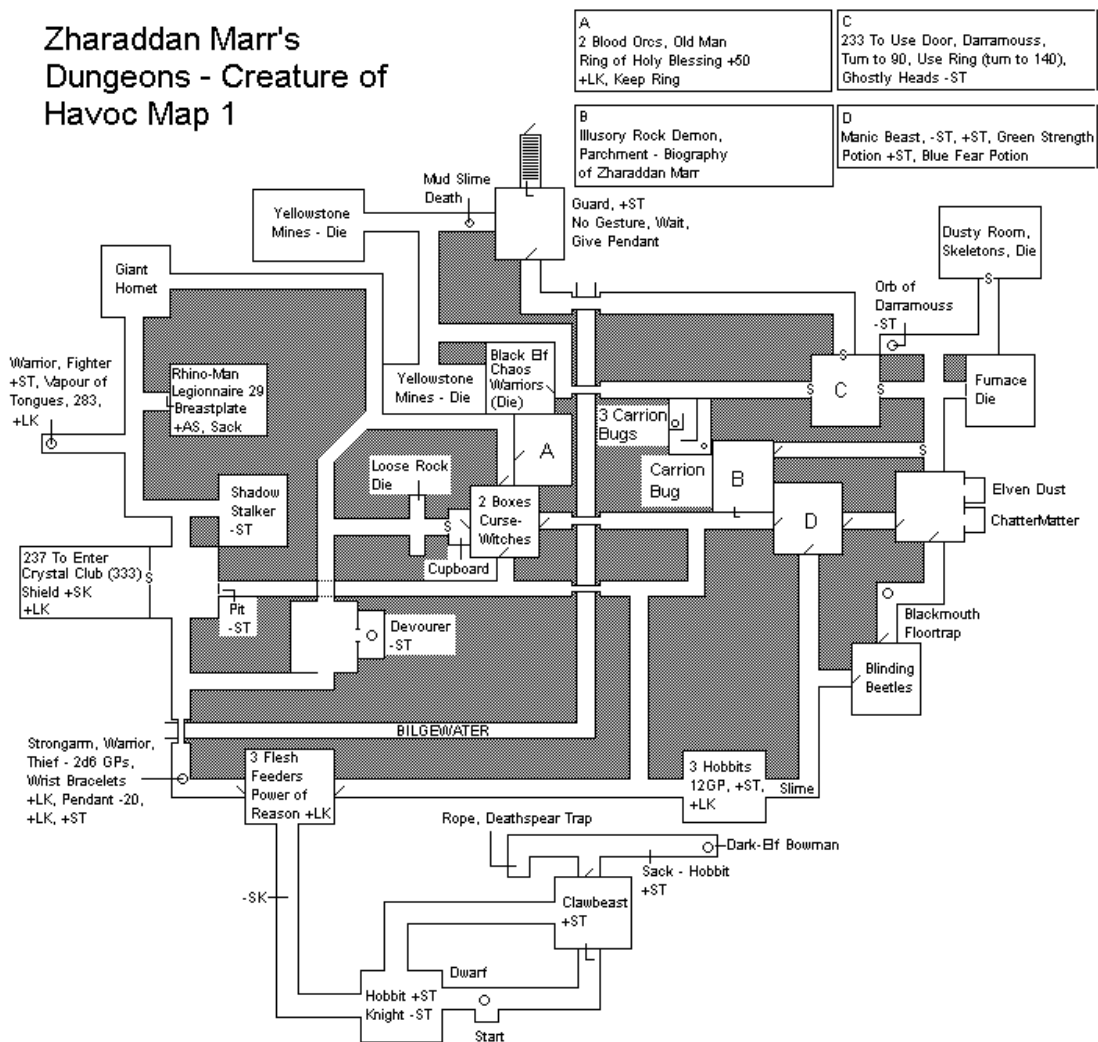 Zharaddan Marr's
Dungeons - Creature of
Havoc Map 1
A
2 Blood Orcs, Old Man
Ring of Holy Blessing +50
+LK, Keep Ring
C
233 To Use Door, Darramouss,
Turn to 90, Use Ring (turn to 140),
Ghostly Heads -ST
B
Illusory Rock Demon,
Parchment - Biography
of Zharaddan Marr
D
Manic Beast, -ST, +ST, Green Strength
Potion +ST, Blue Fear Potion
Mud Slime
Death
Yellowstone
Mines - Die
Guard, +ST
No Gesture, Wait,
Give Pendant
Dusty Room,
Skeletons, Die
S
Giant
Hornet
Orb of
Darramouss
-ST
Warrior, Fighter
+ST, Vapour of
Tongues, 283,
+LK
Rhino-Man
Legionnaire 29
Breastplate
+AS, Sack
Yellowstone
Mines - Die
Black Elf
Chaos
Warriors
(Die)
S
S
C
S
Furnace
Die
3 Carrion
Bugs
A
Carrion
Bug
B
S
Loose Rock
Die
Shadow
Stalker
-ST
2 Boxes
Curse-
Witches
S
Cupboard
D
Elven Dust
ChatterMatter
237 To Enter
Crystal Club (333)
Shield +SK
+LK
S
Pit
-ST
Devourer
-ST
Blackmouth
Floortrap
Blinding
Beetles
BILGEWATER
Strongarm, Warrior,
Thief - 2d6 GPs,
Wrist Bracelets
+LK, Pendant -20,
+LK, +ST
3 Flesh
Feeders
Power of
Reason +LK
3 Hobbits
12GP, +ST,
+LK
Slime
Rope, Deathspear Trap
Dark-Elf Bowman
Sack - Hobbit
+ST
-SK
Clawbeast
+ST
Dwarf
Hobbit +ST
Knight -ST
Start